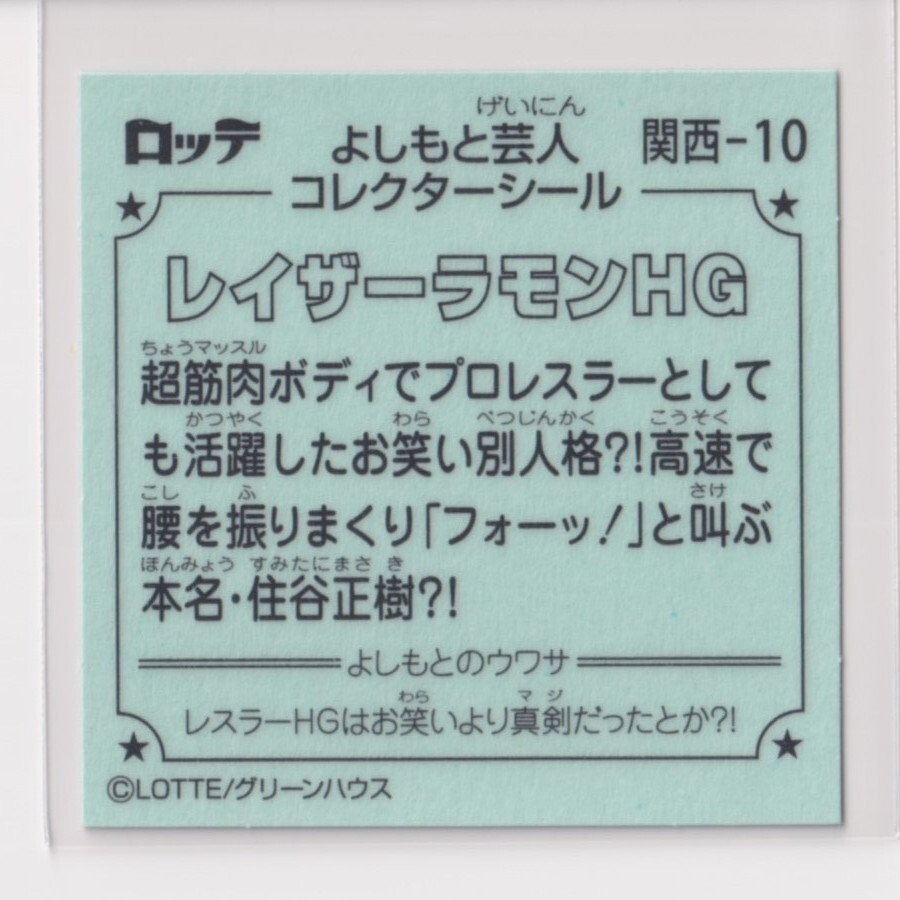 げいにん
ロッテ よしもと芸人 関西-10
コレクターシール
レイザーラモンHG
ちょうマッスル
超筋肉ボディでプロレスラーとして
かつやく わら べつじんかく こうそく
も活躍したお笑い別人格?!高速で
こし ふ さけ
腰を振りまくり「フォーッ!」と叫ぶ
ほんみょう すみたにまさ き
本名・住谷正樹?!
よしもとのウワサ
わら マジ
レスラーHGはお笑いより真剣だったとか?!
©LOTTE/グリーンハウス